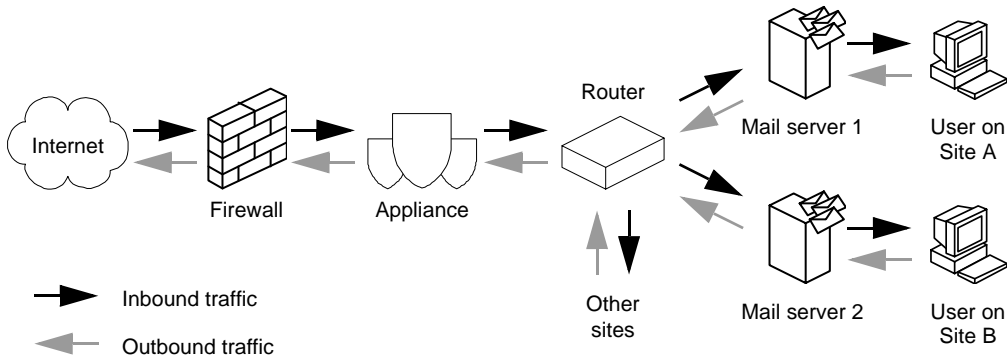 Internet
Firewall
Appliance
Router
Mail server 1
User on
Site A
Mail server 2
User on
Site B
Other
sites
Inbound traffic
Outbound traffic